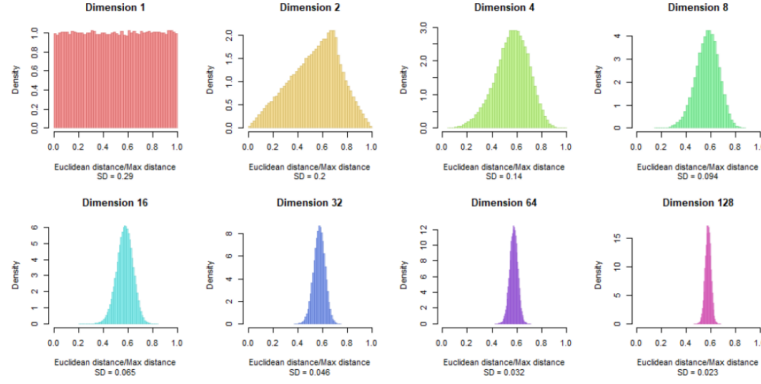 Dimension 1
Density
0.0 0.2 0.4 0.6 0.8 1.0
0.0 0.2 0.4 0.6 0.8 1.0
Euclidean distance/Max distance
SD = 0.29
Dimension 2
Density
0.0 0.5 1.0 1.5 2.0
0.0 0.2 0.4 0.6 0.8 1.0
Euclidean distance/Max distance
SD = 0.2
Dimension 4
Density
0.0 0.5 1.0 1.5 2.0 2.5 3.0
0.0 0.2 0.4 0.6 0.8 1.0
Euclidean distance/Max distance
SD = 0.14
Dimension 8
Density
0 1 2 3 4
0.0 0.2 0.4 0.6 0.8 1.0
Euclidean distance/Max distance
SD = 0.094
Dimension 16
Density
0 1 2 3 4 5 6
0.0 0.2 0.4 0.6 0.8 1.0
Euclidean distance/Max distance
SD = 0.065
Dimension 32
Density
0 2 4 6 8
0.0 0.2 0.4 0.6 0.8 1.0
Euclidean distance/Max distance
SD = 0.046
Dimension 64
Density
0 2 4 6 8 10 12
0.0 0.2 0.4 0.6 0.8 1.0
Euclidean distance/Max distance
SD = 0.032
Dimension 128
Density
0 5 10 15
0.0 0.2 0.4 0.6 0.8 1.0
Euclidean distance/Max distance
SD = 0.023